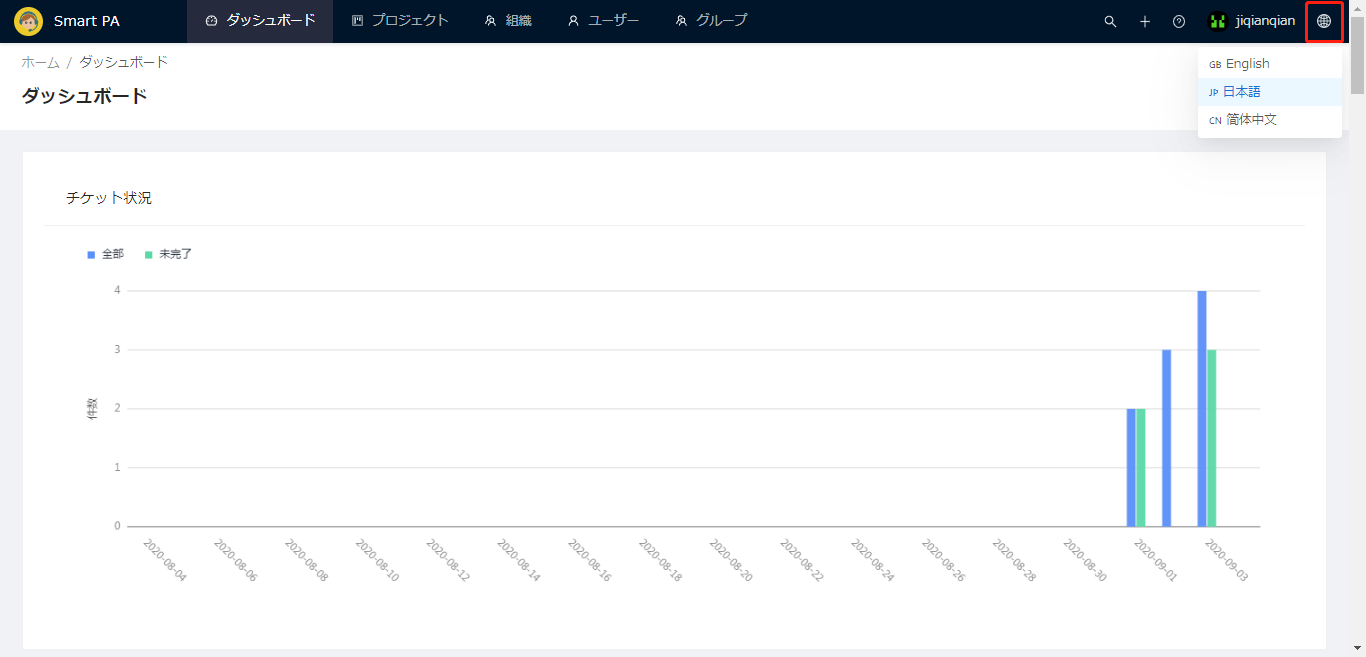 Smart PA ダッシュボード プロジェクト 組織 ユーザー グループ jiqianqian
ホーム / ダッシュボード
ダッシュボード
GB English
JP 日本語
CN 简体中文
チケット状況
全部 未完了
4
3
2
1
0
件数
2020-08-04 2020-08-06 2020-08-08 2020-08-10 2020-08-12 2020-08-14 2020-08-16 2020-08-18 2020-08-20 2020-08-22 2020-08-24 2020-08-26 2020-08-28 2020-08-30 2020-09-01 2020-09-03